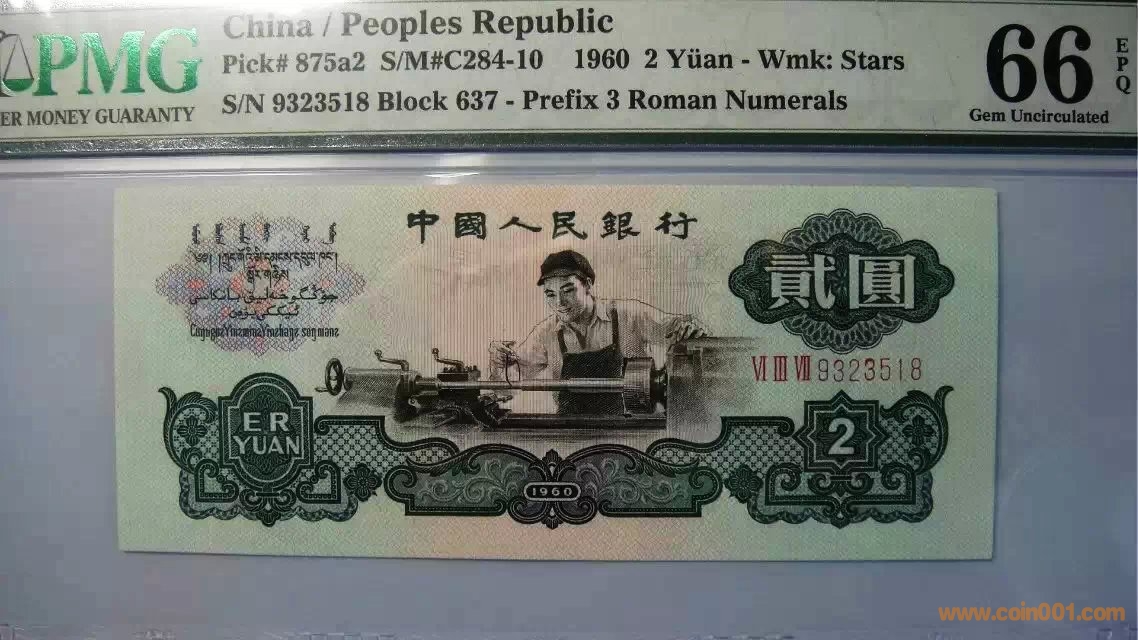 China / Peoples Republic
Pick# 875a2 S/M#C284-10 1960 2 Yüan - Wmk: Stars
S/N 9323518 Block 637 - Prefix 3 Roman Numerals
PMG
ER MONEY GUARANTY
66 EPQ
Gem Uncirculated
中國人民銀行
貳圓
VI III VII 9323518
ER
YUAN
2
1960
www.coin001.com